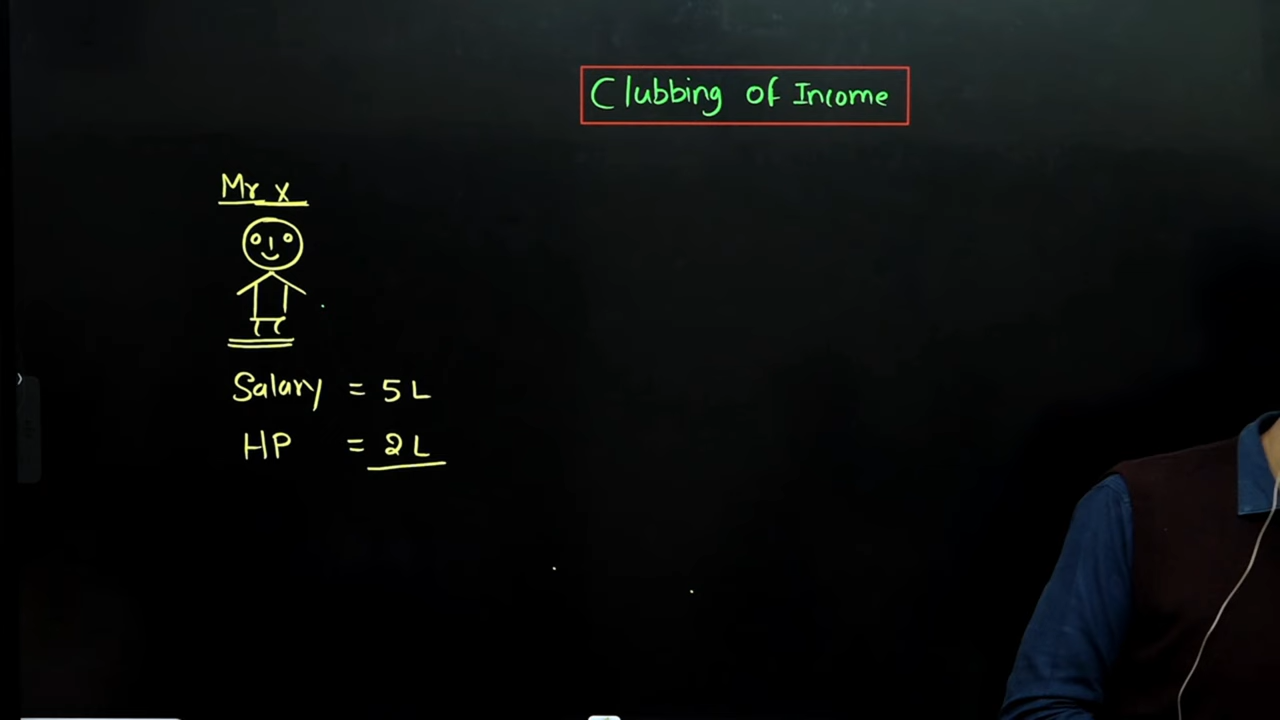 Clubbing of Income
Mr X
Salary = 5 L
HP = 2 L